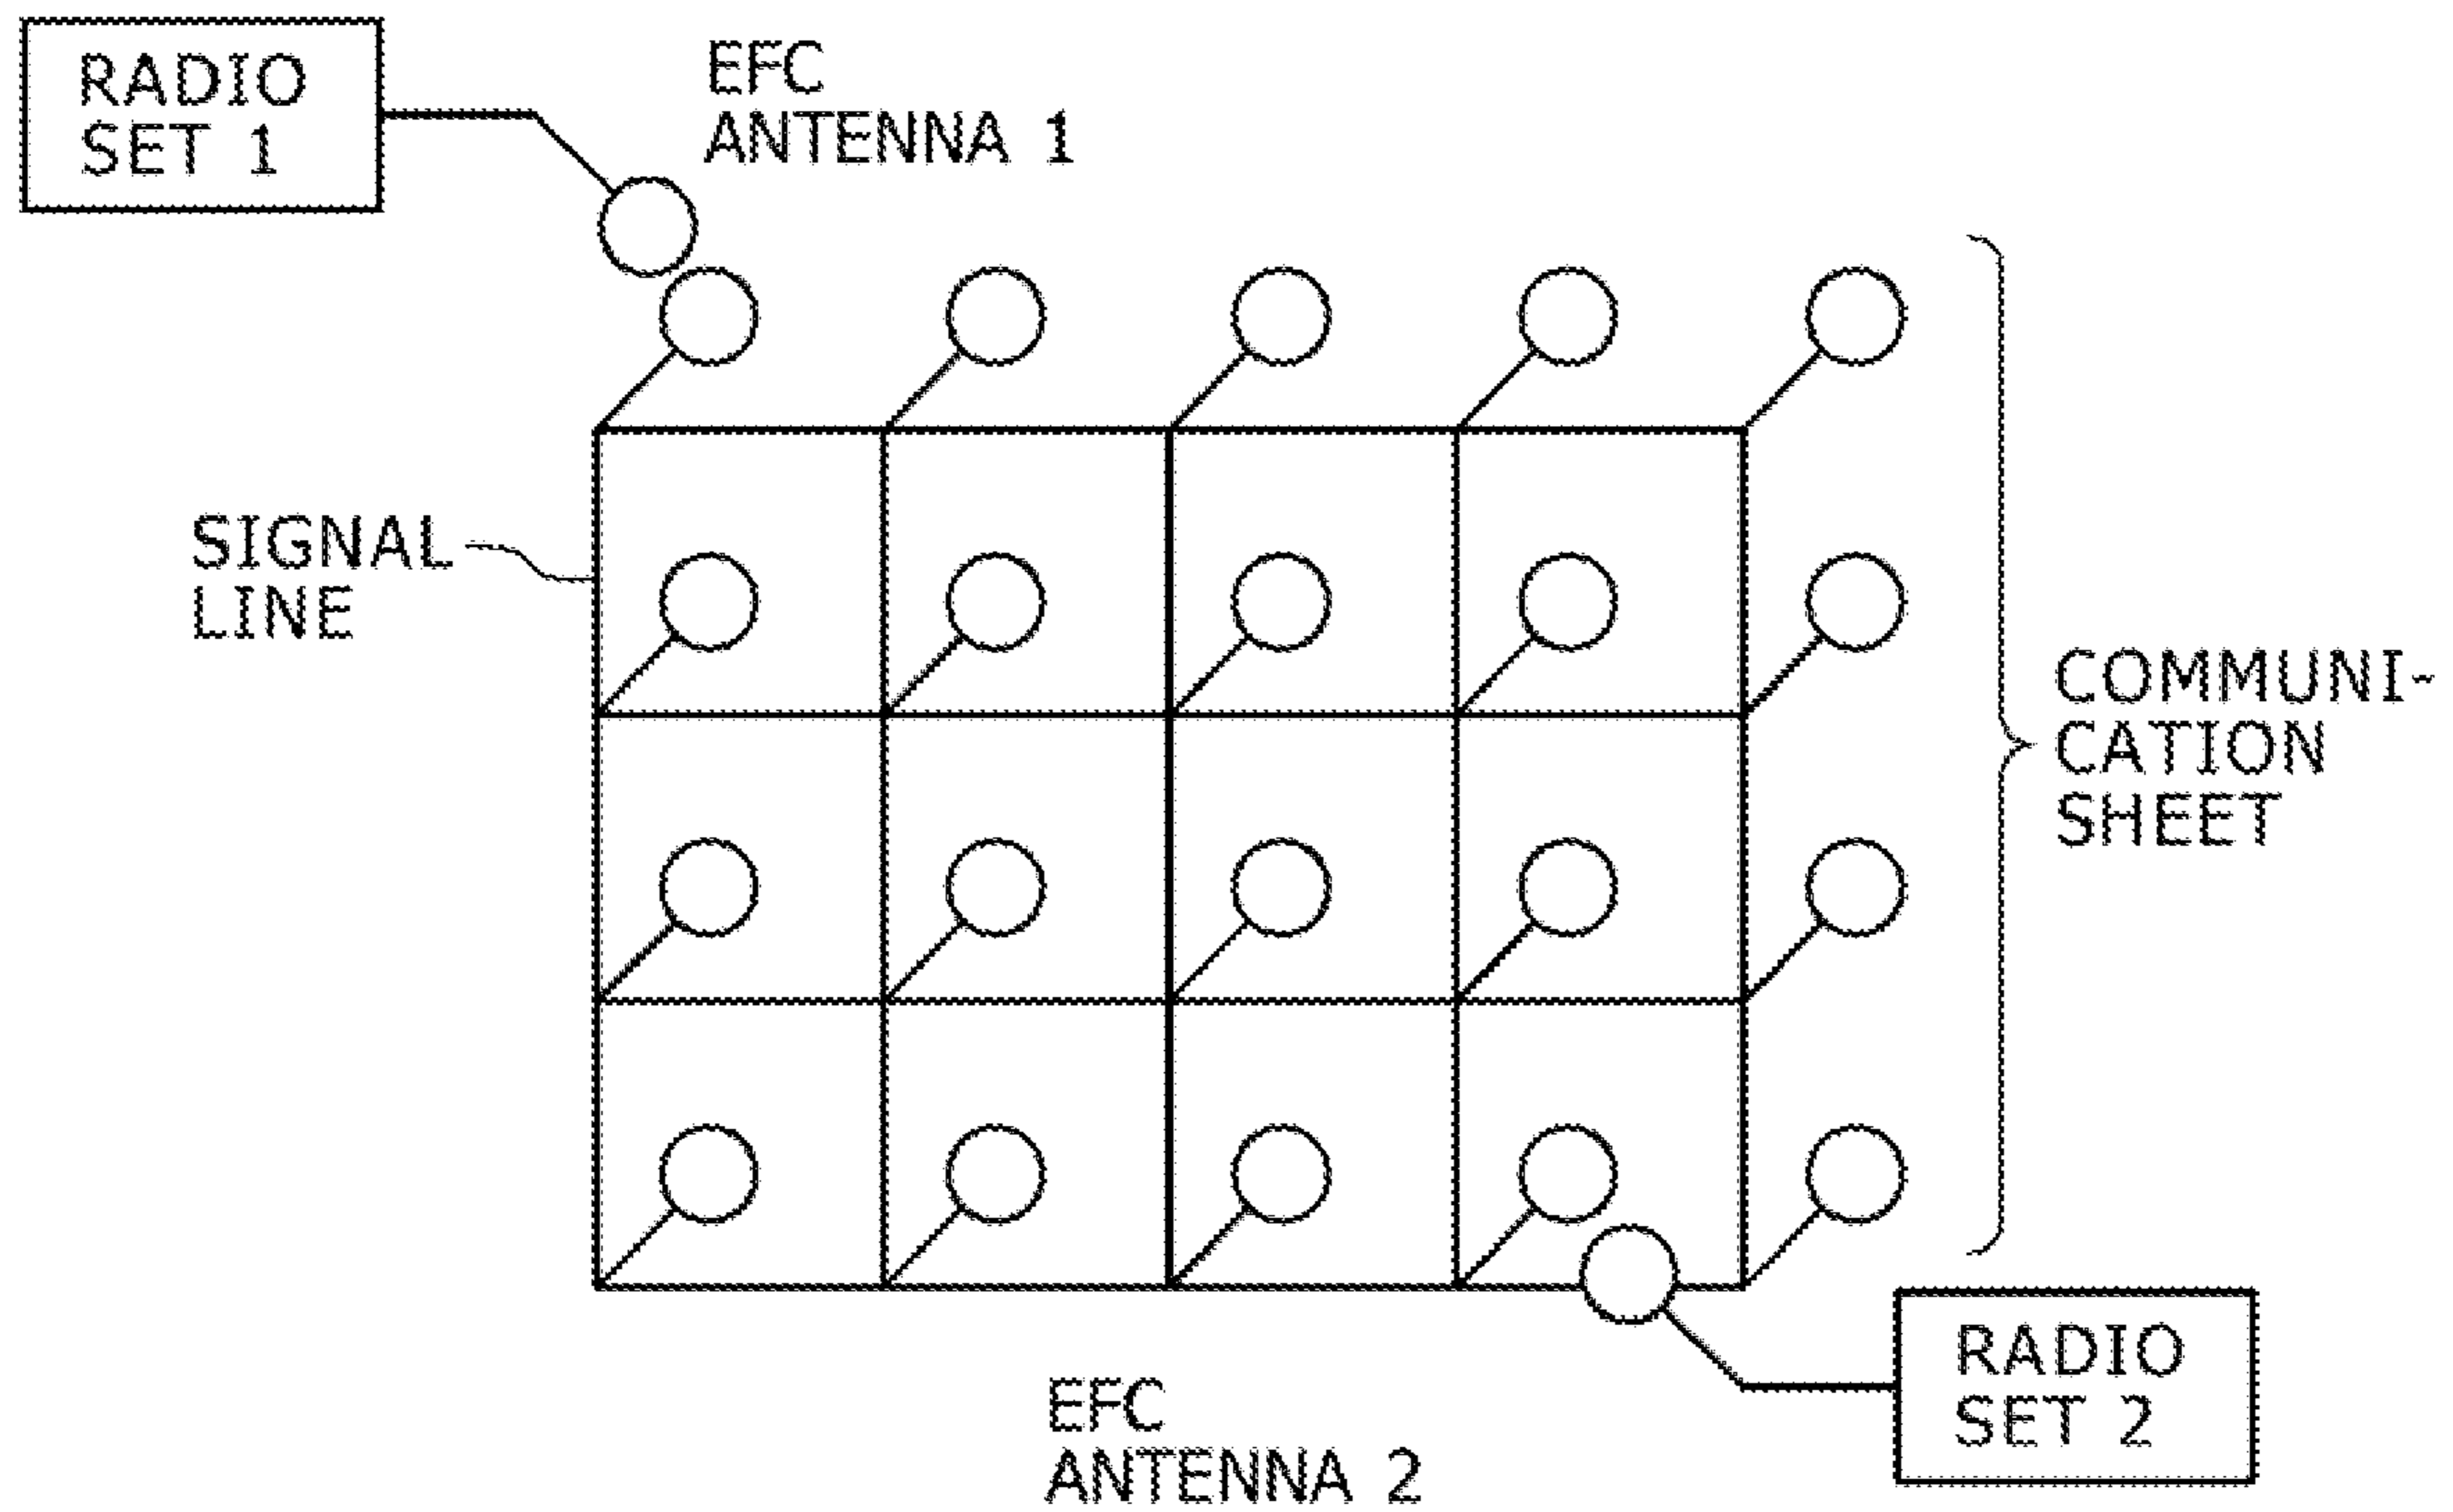 RADIO
SET 1
EFC
ANTENNA 1
SIGNAL
LINE
COMMUNI-
CATION
SHEET
EFC
ANTENNA 2
RADIO
SET 2